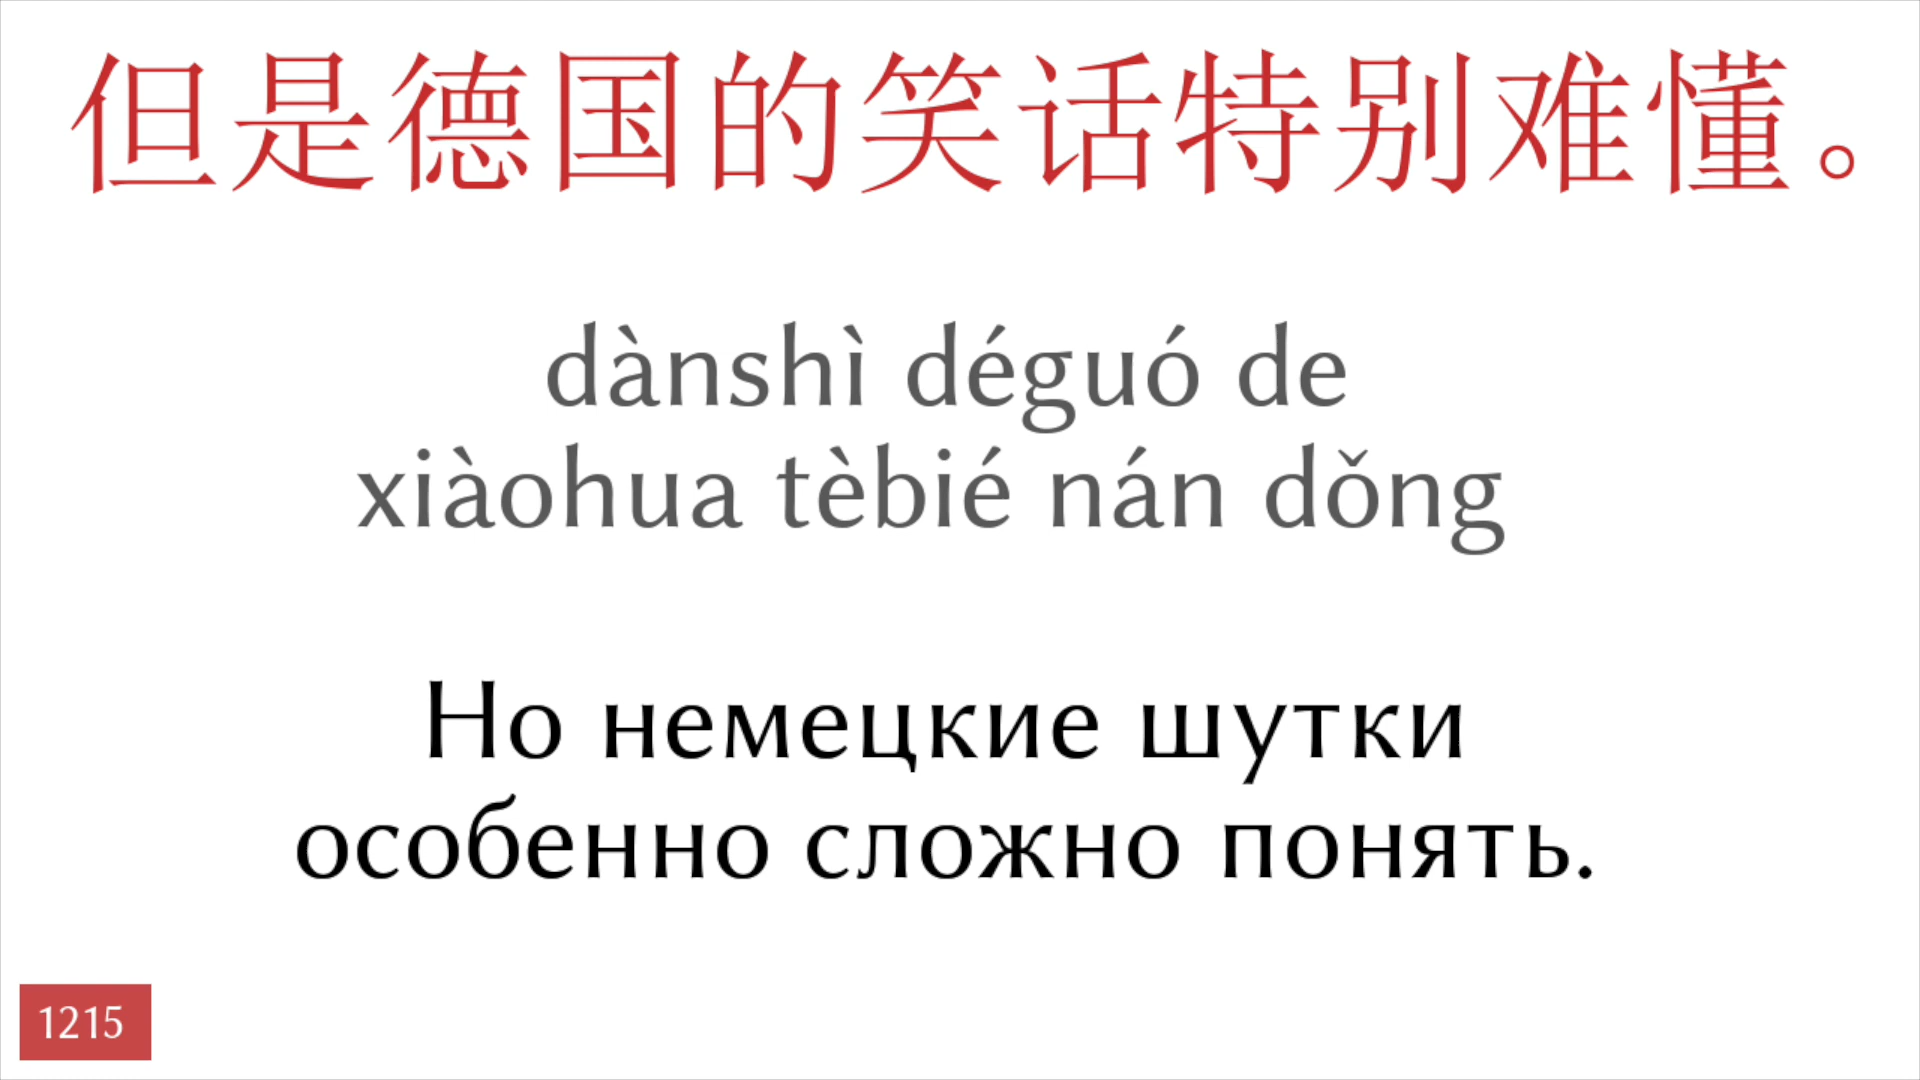 但是德国的笑话特别难懂。
dànshì déguó de
xiàohua tèbié nán dǒng
Но немецкие шутки
особенно сложно понять.
1215